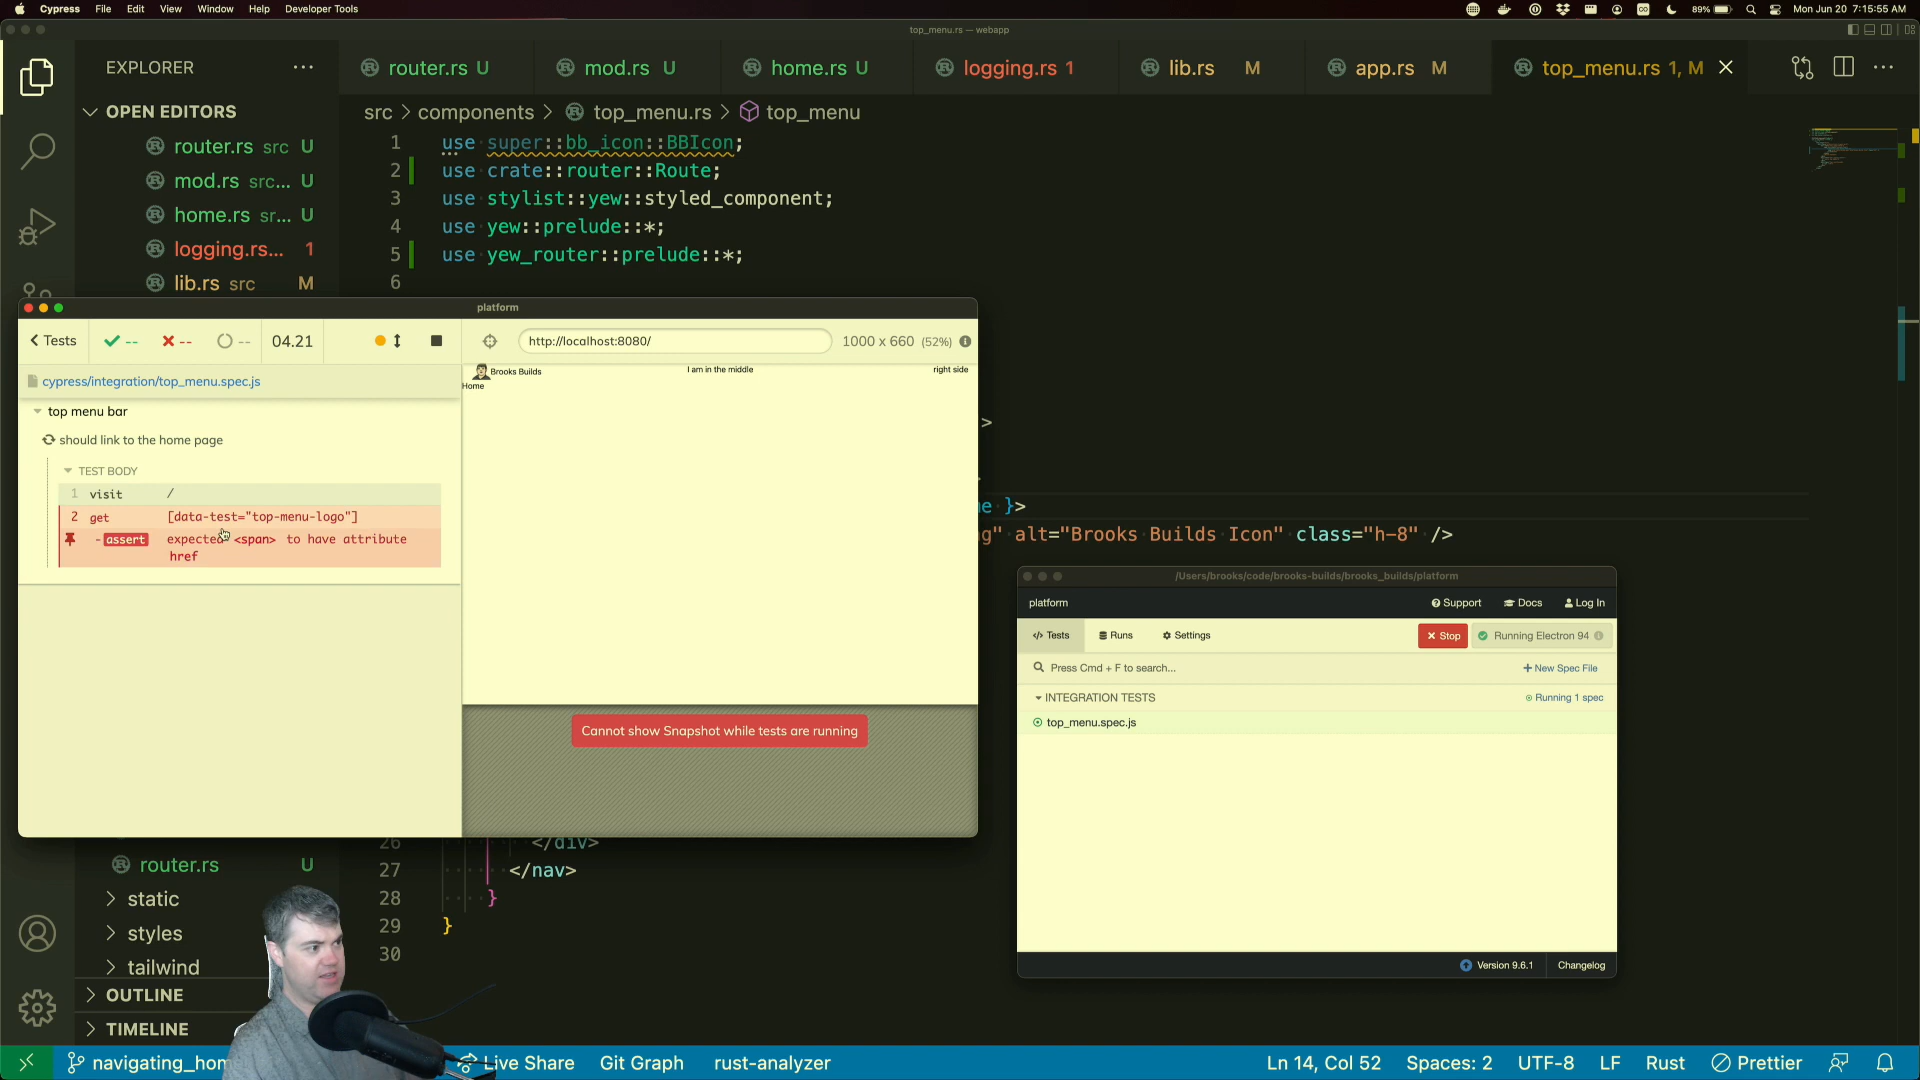 Cypress File Edit View Window Help Developer Tools
89% Mon Jun 20 7:15:55 AM
top_menu.rs — webapp
EXPLORER ···
router.rs U
mod.rs U
home.rs U
logging.rs 1
lib.rs M
app.rs M
top_menu.rs 1, M
OPEN EDITORS
router.rs src U
mod.rs src... U
home.rs sr... U
logging.rs... 1
lib.rs src M
src > components > top_menu.rs > top_menu
1 use super::bb_icon::BBIcon;
2 use crate::router::Route;
3 use stylist::yew::styled_component;
4 use yew::prelude::*;
5 use yew_router::prelude::*;
6
platform
Tests -- -- -- 04.21
http://localhost:8080/
1000 x 660 (52%)
cypress/integration/top_menu.spec.js
top menu bar
should link to the home page
TEST BODY
1 visit /
2 get [data-test="top-menu-logo"]
-assert expected <span> to have attribute
href
Brooks Builds
I am in the middle
right side
Home
Cannot show Snapshot while tests are running
>
me }>
g" alt="Brooks Builds Icon" class="h-8" />
/Users/brooks/code/brooks-builds/brooks_builds/platform
platform
Support
Docs
Log In
Tests
Runs
Settings
Stop
Running Electron 94
Press Cmd + F to search...
New Spec File
INTEGRATION TESTS
Running 1 spec
top_menu.spec.js
Version 9.6.1
Changelog
26 </div>
27 </nav>
28 }
29 }
30
router.rs U
static
styles
tailwind
OUTLINE
TIMELINE
navigating_hom
Live Share
Git Graph
rust-analyzer
Ln 14, Col 52
Spaces: 2
UTF-8
LF
Rust
Prettier